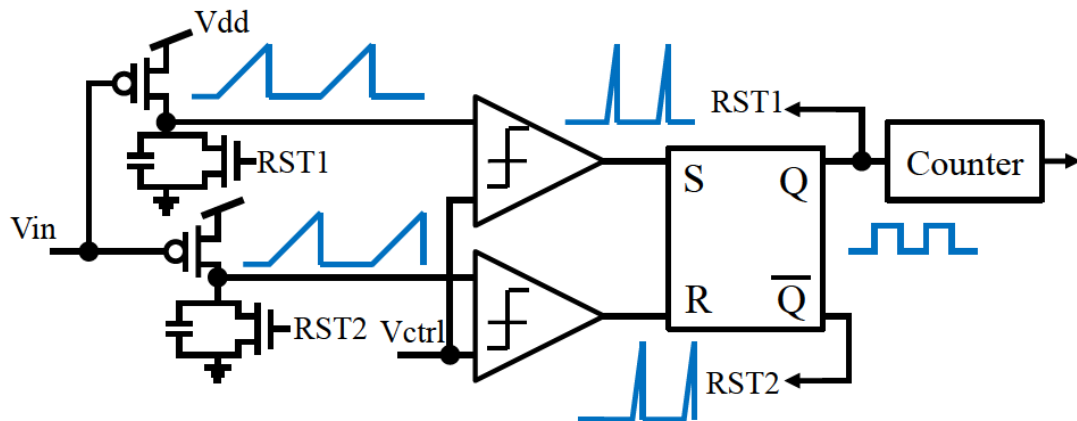 Vdd
RST1
RST1
S
Q
Counter
Vin
RST2
Vctrl
R
Q̅
RST2